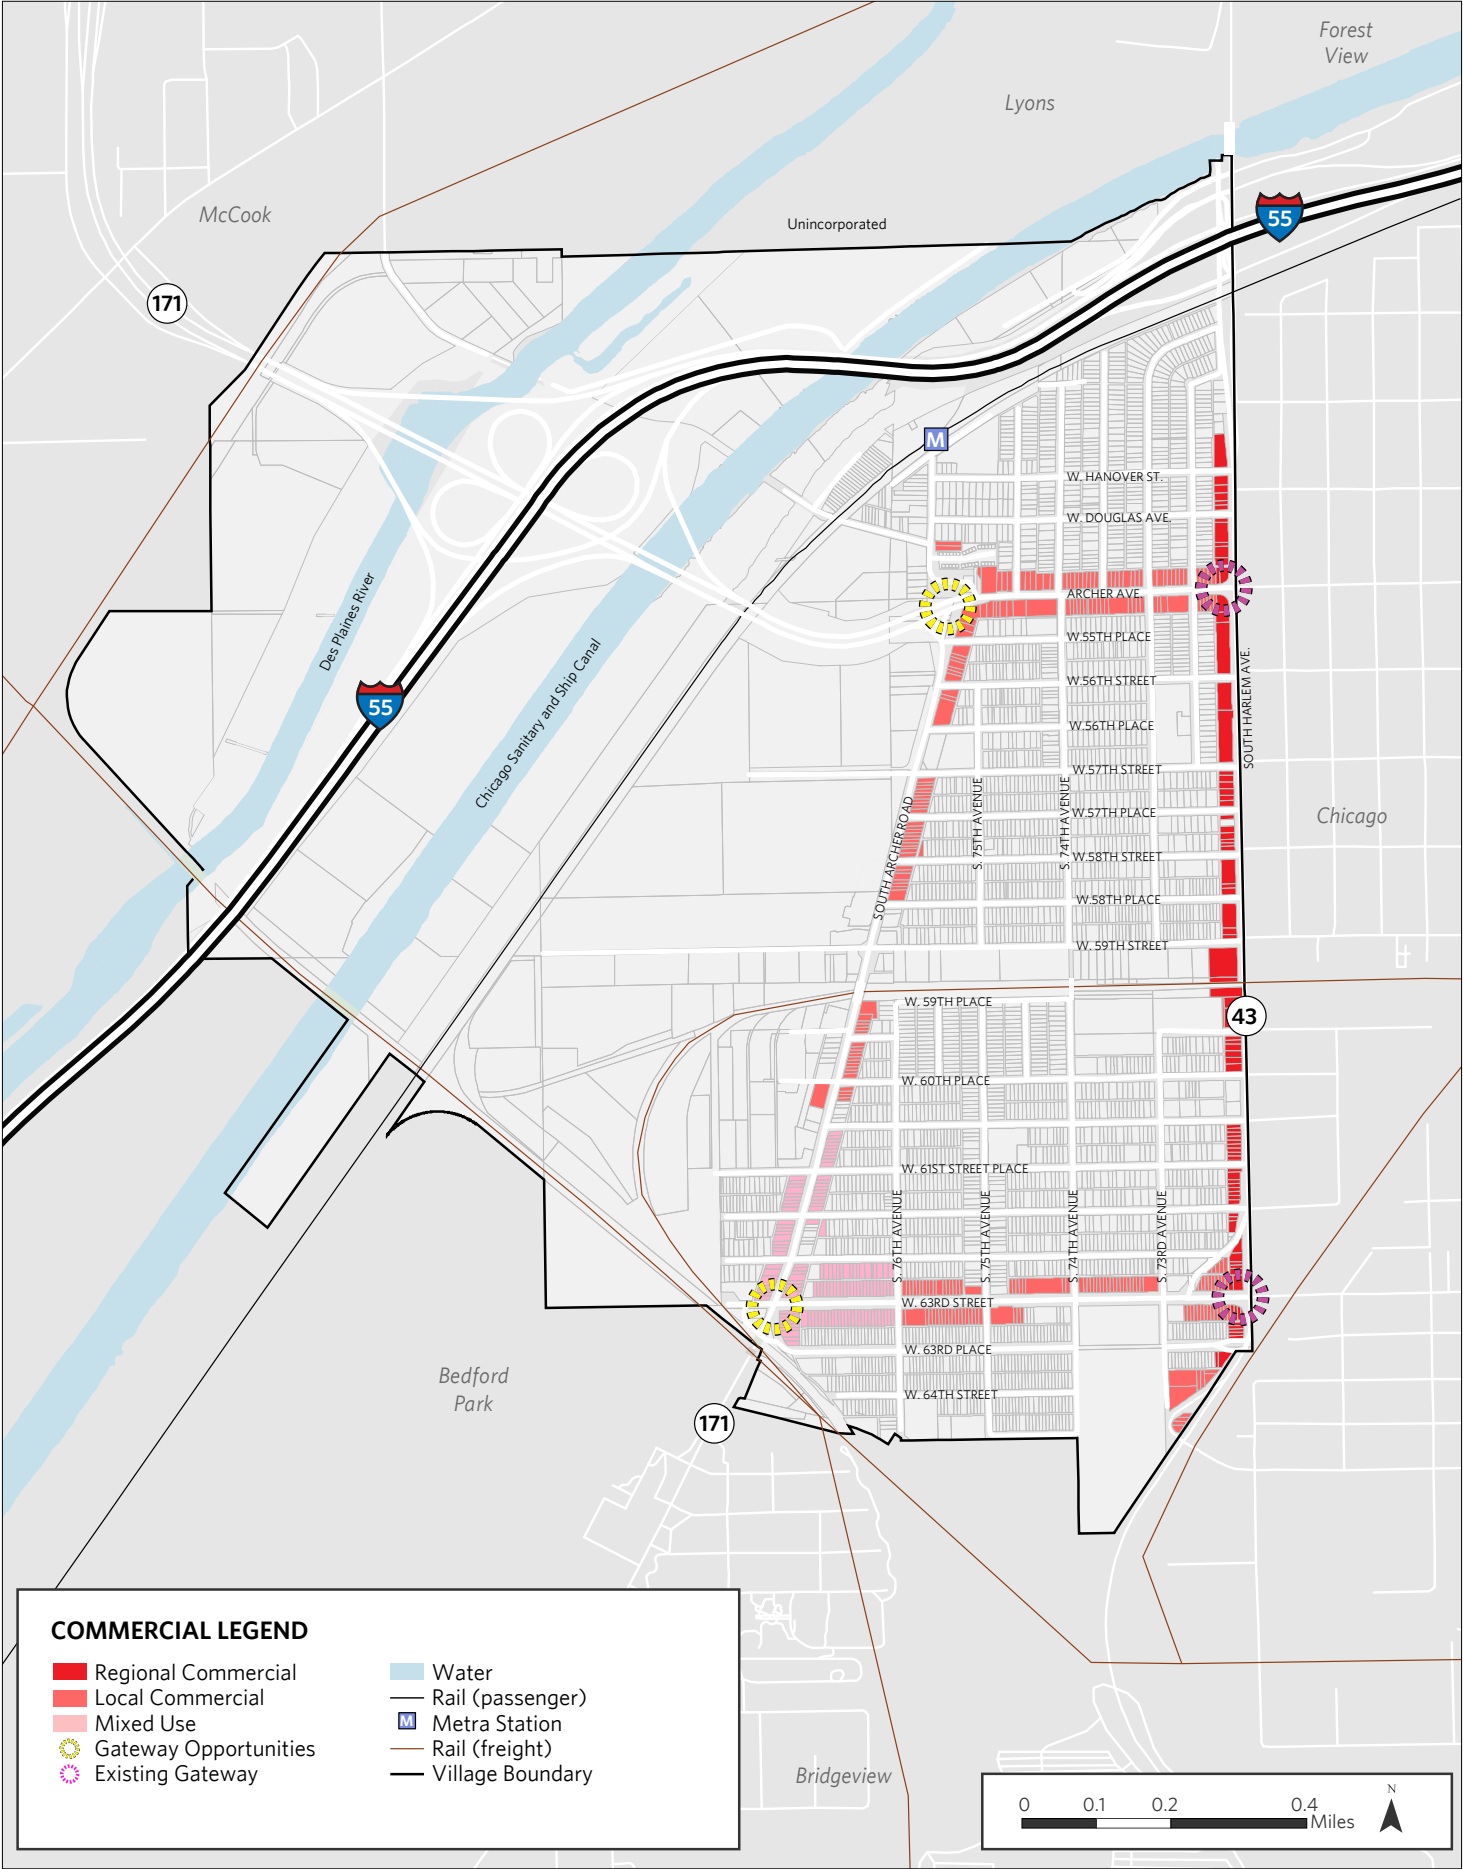 Forest
View
Lyons
McCook
Unincorporated
55
171
M
W. HANOVER ST.
W. DOUGLAS AVE.
ARCHER AVE.
W.55TH PLACE
Des Plaines River
Chicago Sanitary and Ship Canal
SOUTH HARLEM AVE.
W.56TH STREET
55
W.56TH PLACE
W.57TH STREET
S. 75TH AVENUE
S. 74TH AVENUE
SOUTH ARCHER ROAD
W.57TH PLACE
Chicago
W.58TH STREET
W.58TH PLACE
W. 59TH STREET
W. 59TH PLACE
43
W. 60TH PLACE
W. 61ST STREET PLACE
S. 76TH AVENUE
S. 75TH AVENUE
S. 74TH AVENUE
S. 73RD AVENUE
W. 63RD STREET
W. 63RD PLACE
Bedford
Park
W. 64TH STREET
171
COMMERCIAL LEGEND
Regional Commercial
Local Commercial
Mixed Use
Gateway Opportunities
Existing Gateway
Water
Rail (passenger)
M Metra Station
Rail (freight)
Village Boundary
Bridgeview
N
0 0.1 0.2 0.4
Miles